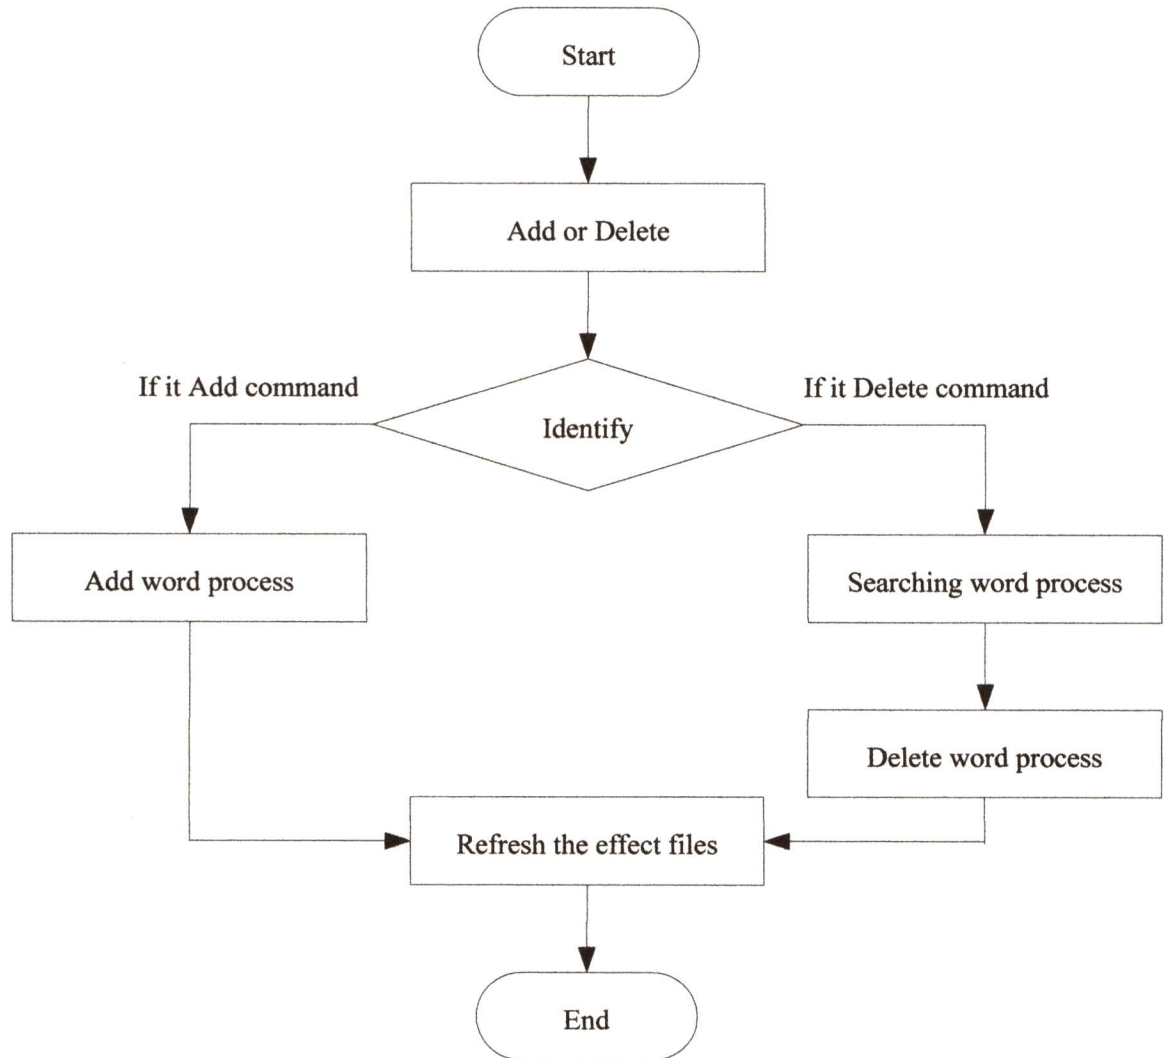 Start
Add or Delete
If it Add command
If it Delete command
Identify
Add word process
Searching word process
Delete word process
Refresh the effect files
End